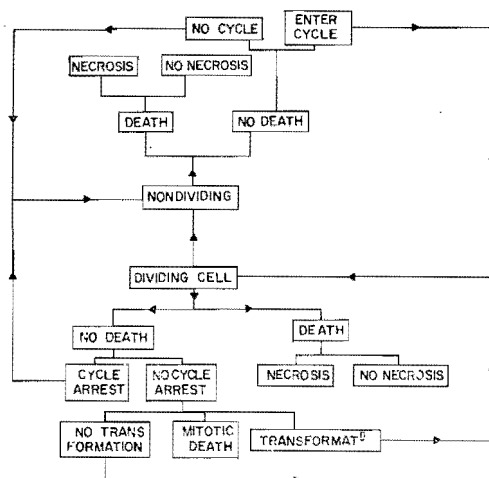 NO CYCLE
ENTER
CYCLE
NECROSIS
NO NECROSIS
DEATH
NO DEATH
NONDIVIDING
DIVIDING CELL
NO DEATH
DEATH
CYCLE
ARREST
NO CYCLE
ARREST
NECROSIS
NO NECROSIS
NO TRANS
FORMATION
MITOTIC
DEATH
TRANSFORMATⁿ